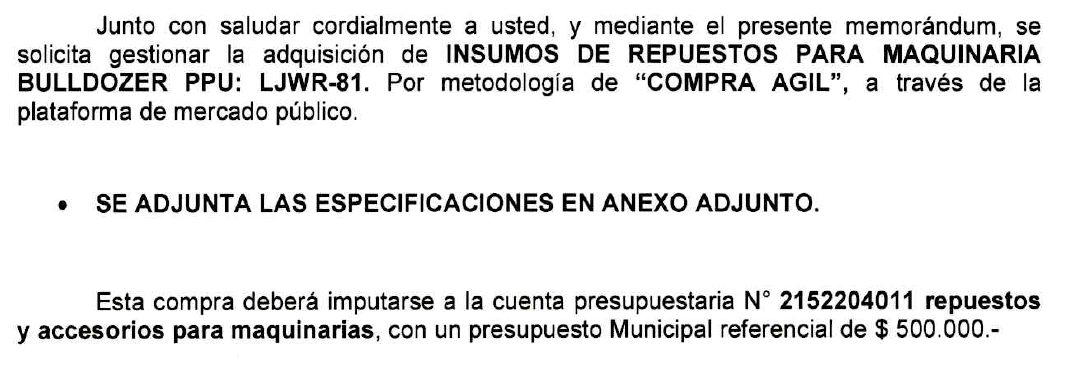 Junto con saludar cordialmente a usted, y mediante el presente memorándum, se
solicita gestionar la adquisición de INSUMOS DE REPUESTOS PARA MAQUINARIA
BULLDOZER PPU: LJWR-81. Por metodología de “COMPRA AGIL”, a través de la
plataforma de mercado público.
• SE ADJUNTA LAS ESPECIFICACIONES EN ANEXO ADJUNTO.
Esta compra deberá imputarse a la cuenta presupuestaria N° 2152204011 repuestos
y accesorios para maquinarias, con un presupuesto Municipal referencial de $ 500.000.-